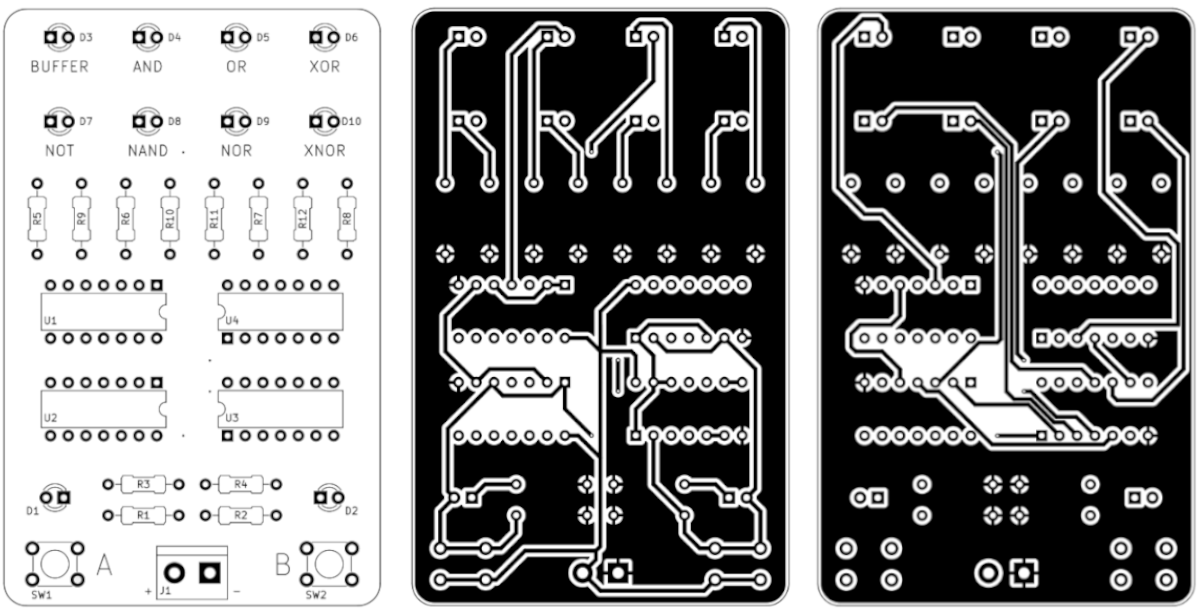 D3 D4 D5 D6
BUFFER AND OR XOR
D7 D8 D9 D10
NOT NAND NOR XNOR
R5 R9 R6 R10 R11 R7 R12 R8
U1 U4
U2 U3
R3 R4
D1 R1 R2 D2
A B
SW1 + J1 - SW2